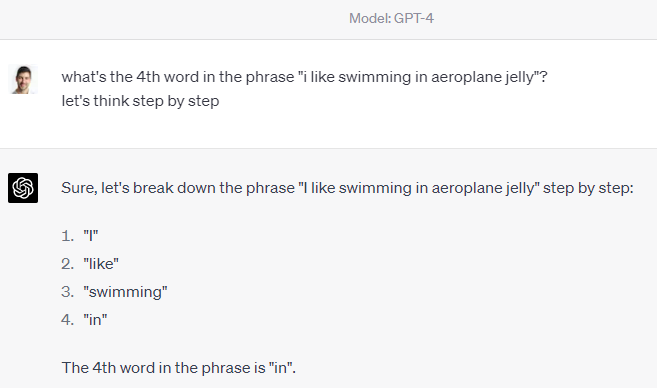 Model: GPT-4
what's the 4th word in the phrase "i like swimming in aeroplane jelly"?
let's think step by step
Sure, let's break down the phrase "I like swimming in aeroplane jelly" step by step:
1. "I"
2. "like"
3. "swimming"
4. "in"
The 4th word in the phrase is "in".